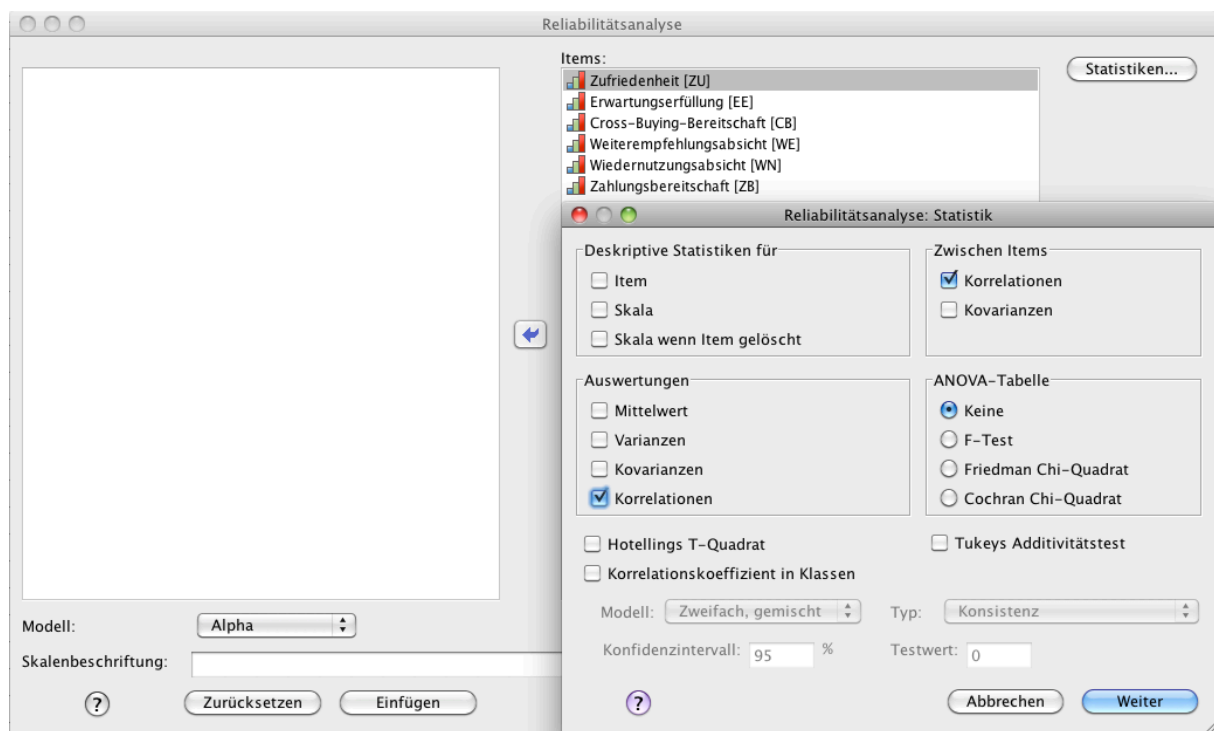 Reliabilitätsanalyse
Items:
Zufriedenheit [ZU]
Erwartungserfüllung [EE]
Cross-Buying-Bereitschaft [CB]
Weiterempfehlungsabsicht [WE]
Wiedernutzungsabsicht [WN]
Zahlungsbereitschaft [ZB]
Statistiken...
Modell:
Alpha
Skalenbeschriftung:
?
Zurücksetzen
Einfügen
Reliabilitätsanalyse: Statistik
Deskriptive Statistiken für
Item
Skala
Skala wenn Item gelöscht
Zwischen Items
Korrelationen
Kovarianzen
Auswertungen
Mittelwert
Varianzen
Kovarianzen
Korrelationen
ANOVA-Tabelle
Keine
F-Test
Friedman Chi-Quadrat
Cochran Chi-Quadrat
Hotellings T-Quadrat
Tukeys Additivitätstest
Korrelationskoeffizient in Klassen
Modell: Zweifach, gemischt
Typ: Konsistenz
Konfidenzintervall: 95 %
Testwert: 0
?
Abbrechen
Weiter